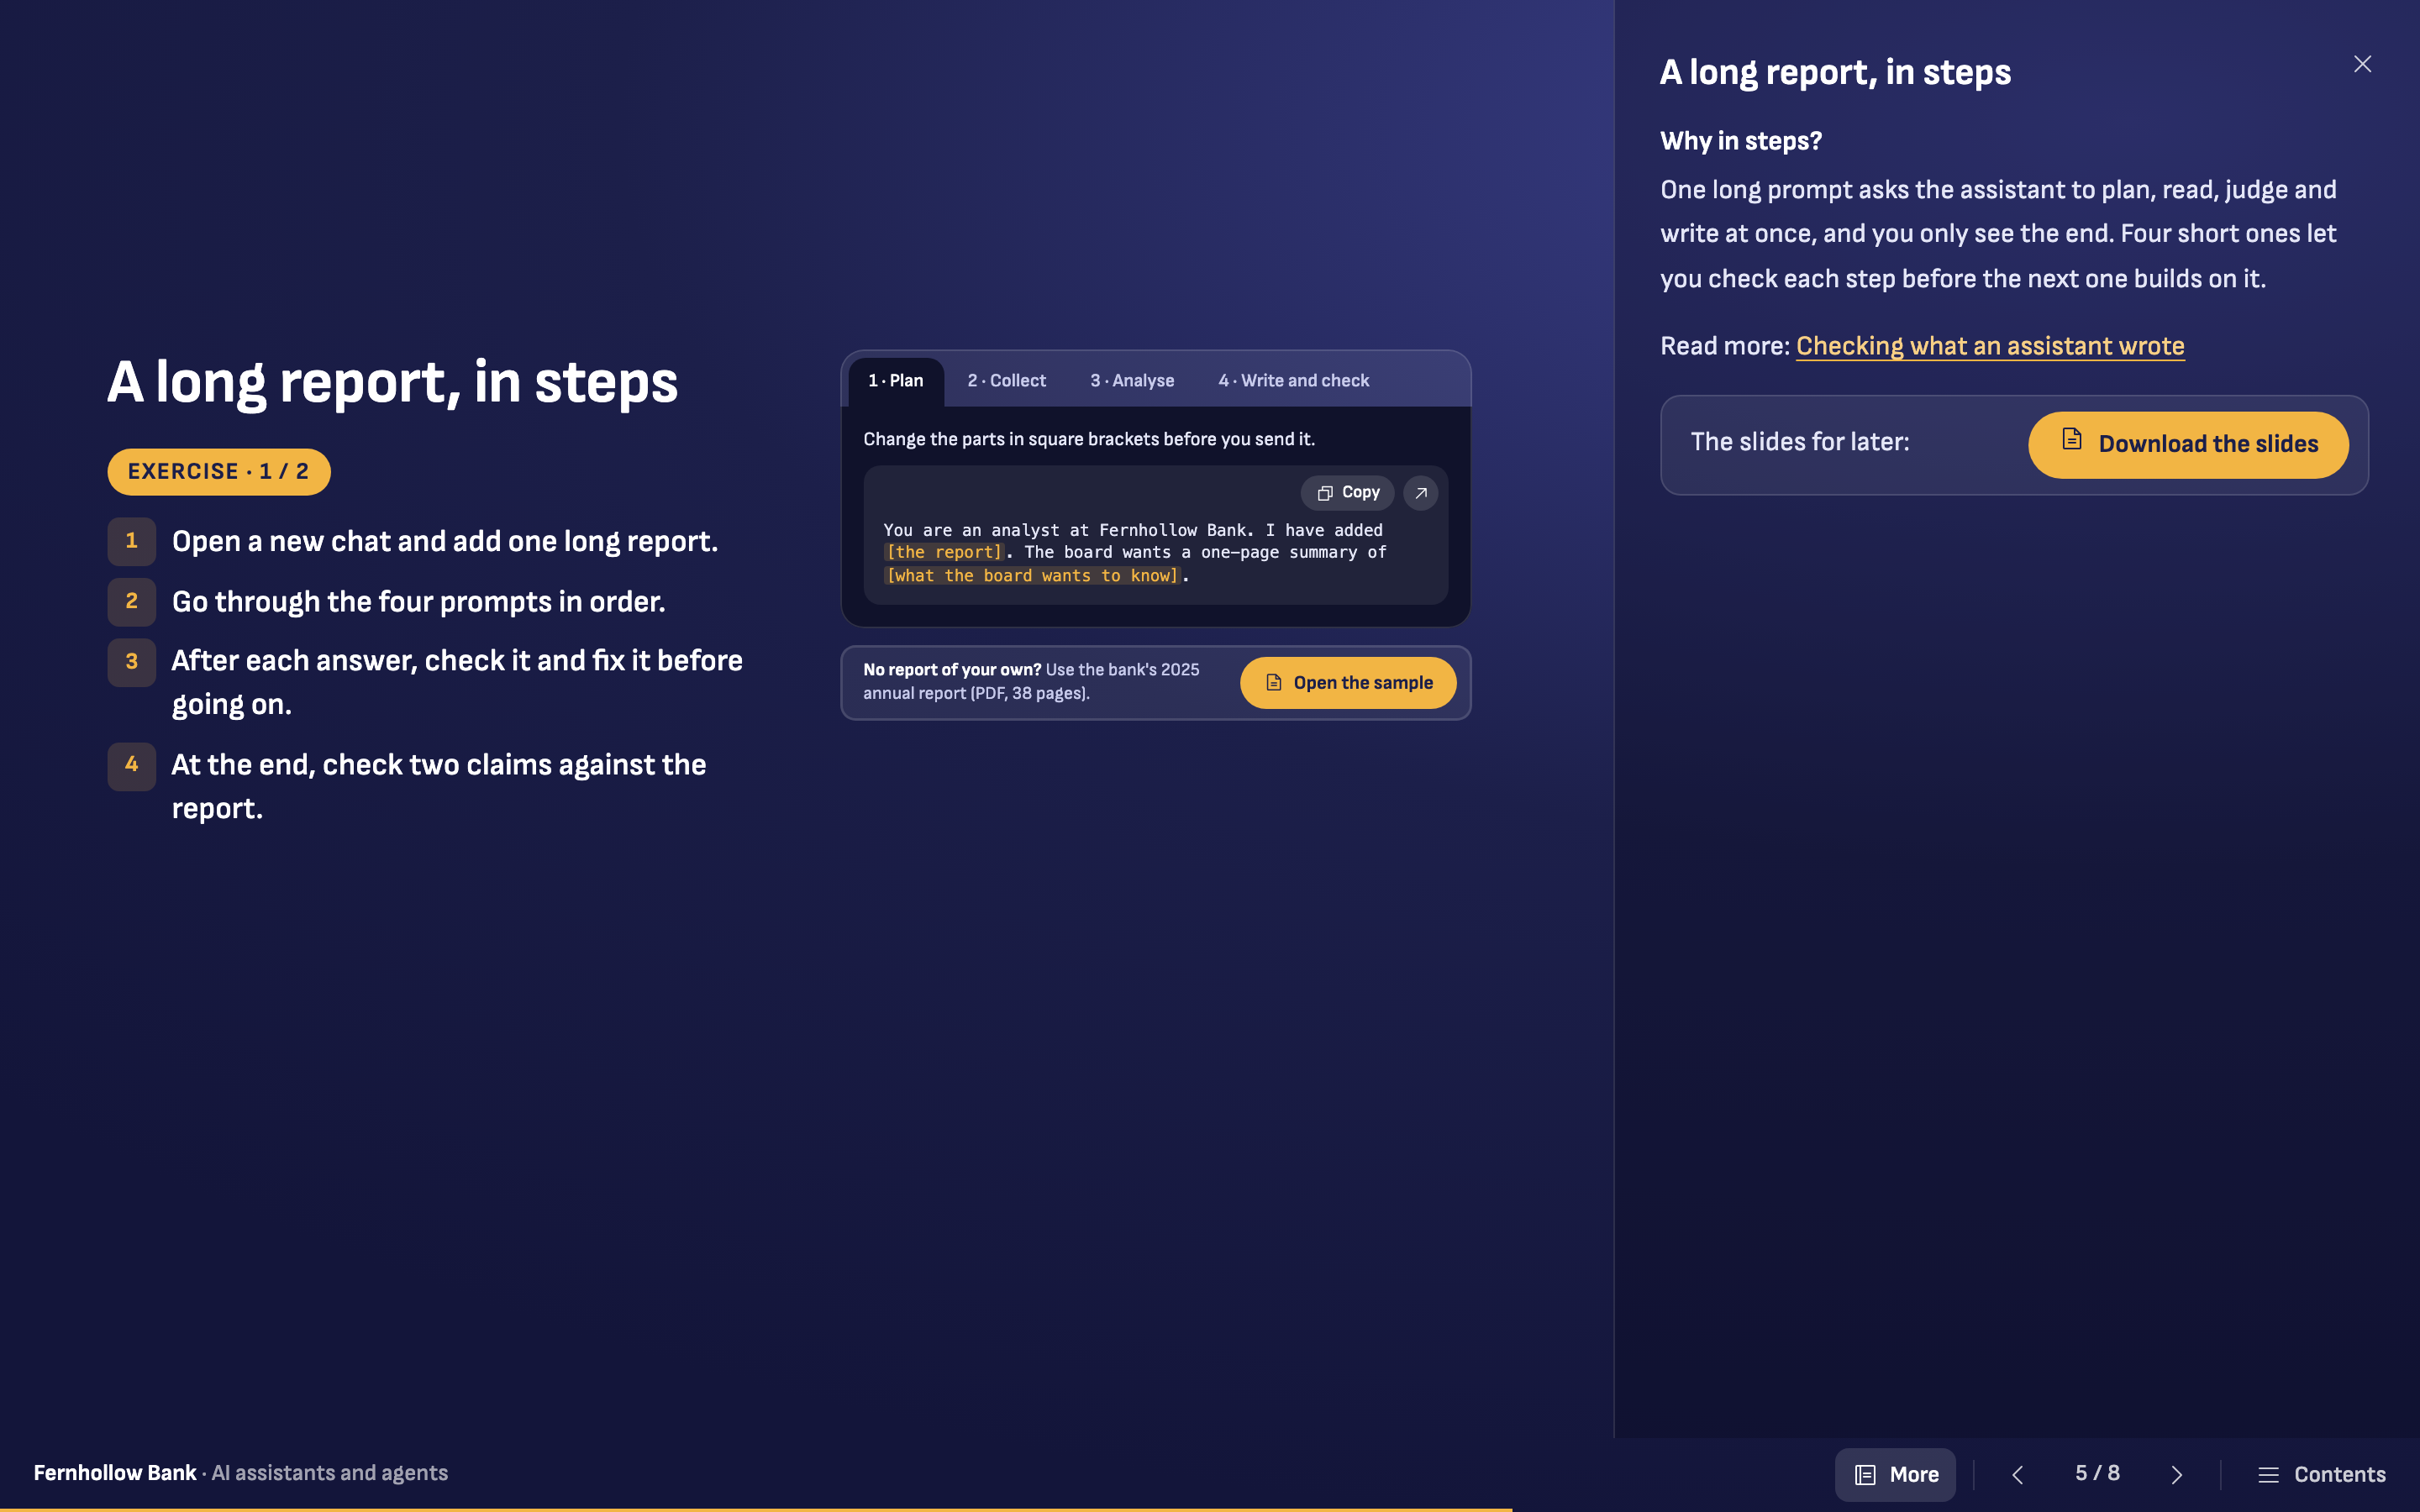 A long report, in steps
EXERCISE · 1 / 2
1 Open a new chat and add one long report.
2 Go through the four prompts in order.
3 After each answer, check it and fix it before
going on.
4 At the end, check two claims against the
report.
1 · Plan 2 · Collect 3 · Analyse 4 · Write and check
Change the parts in square brackets before you send it.
Copy
You are an analyst at Fernhollow Bank. I have added
[the report]. The board wants a one-page summary of
[what the board wants to know].
No report of your own? Use the bank's 2025
annual report (PDF, 38 pages).
Open the sample
A long report, in steps
Why in steps?
One long prompt asks the assistant to plan, read, judge and
write at once, and you only see the end. Four short ones let
you check each step before the next one builds on it.
Read more: Checking what an assistant wrote
The slides for later:
Download the slides
Fernhollow Bank · AI assistants and agents
More
5 / 8
Contents